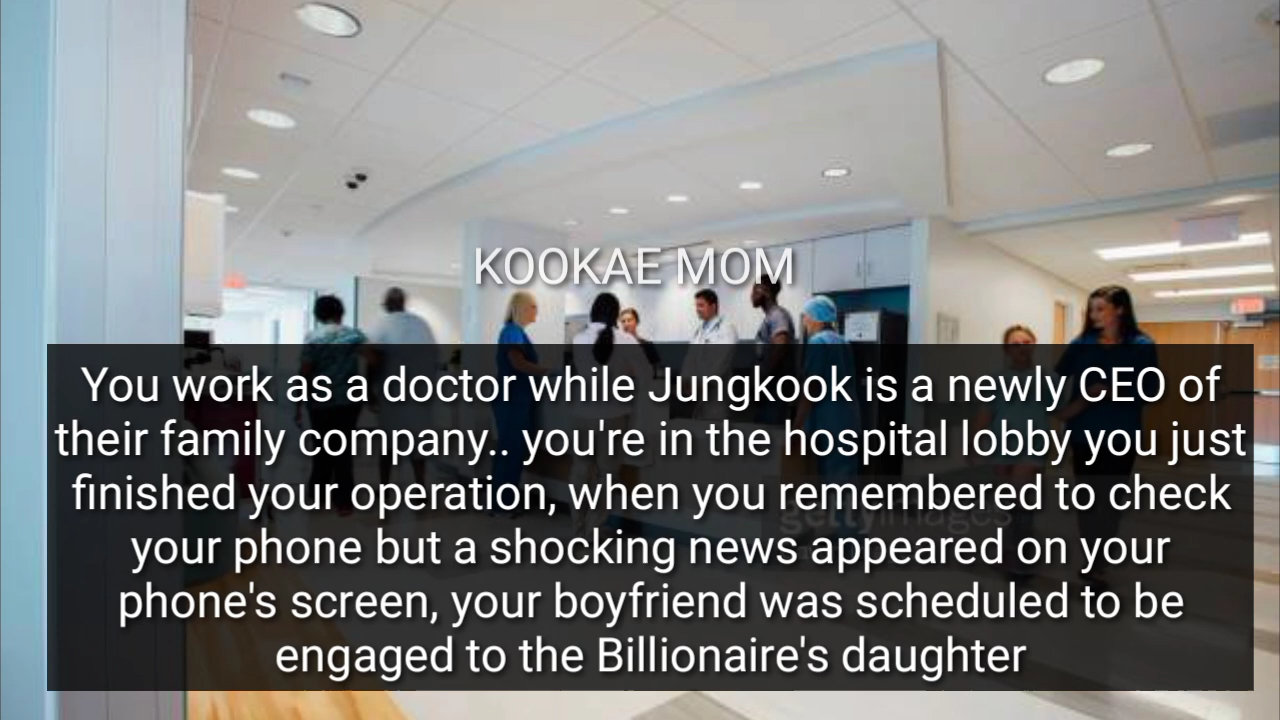 KOOKAE MOM
You work as a doctor while Jungkook is a newly CEO of
their family company.. you're in the hospital lobby you just
finished your operation, when you remembered to check
your phone but a shocking news appeared on your
phone's screen, your boyfriend was scheduled to be
engaged to the Billionaire's daughter
gettyimages